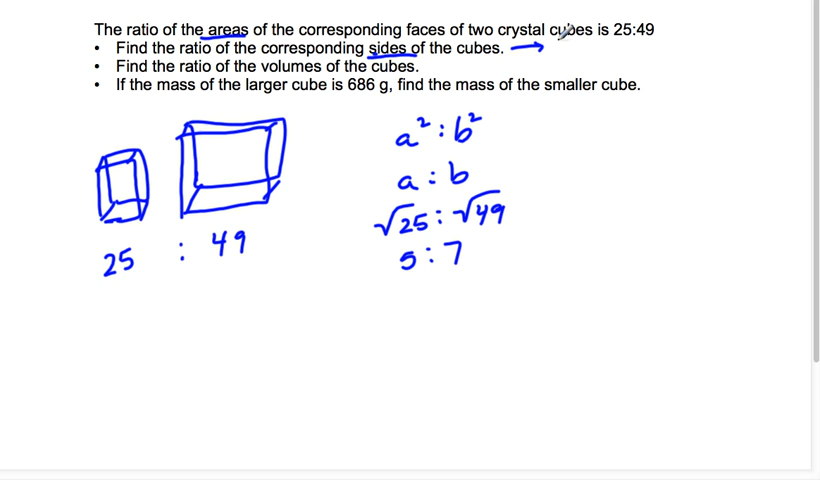 The ratio of the areas of the corresponding faces of two crystal cubes is 25:49
• Find the ratio of the corresponding sides of the cubes.
• Find the ratio of the volumes of the cubes.
• If the mass of the larger cube is 686 g, find the mass of the smaller cube.
a² : b²
a : b
√25 : √49
5 : 7
25 : 49